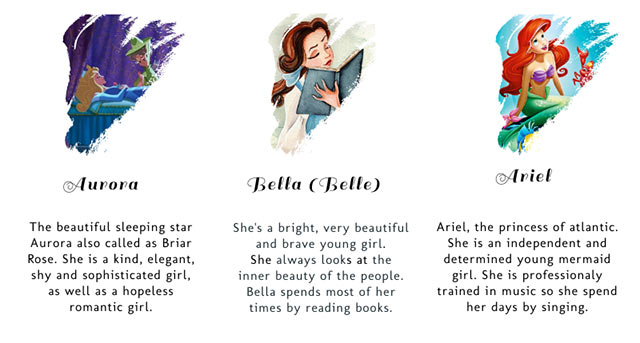 Aurora
The beautiful sleeping star
Aurora also called as Briar
Rose. She is a kind, elegant,
shy and sophisticated girl,
as well as a hopeless
romantic girl.
Bella (Belle)
She's a bright, very beautiful
and brave young girl.
She always looks at the
inner beauty of the people.
Bella spends most of her
times by reading books.
Ariel
Ariel, the princess of atlantic.
She is an independent and
determined young mermaid
girl. She is professionaly
trained in music so she spend
her days by singing.